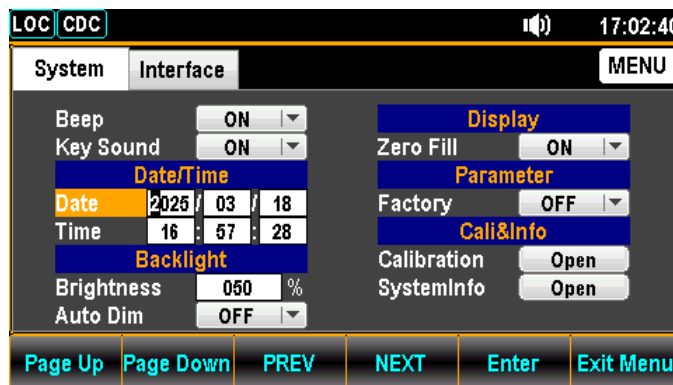 LOC CDC 17:02:40
System Interface MENU
Beep ON
Key Sound ON
Date/Time
Date 2025 / 03 / 18
Time 16 : 57 : 28
Backlight
Brightness 050 %
Auto Dim OFF
Display
Zero Fill ON
Parameter
Factory OFF
Cali&Info
Calibration Open
SystemInfo Open
Page Up Page Down PREV NEXT Enter Exit Menu